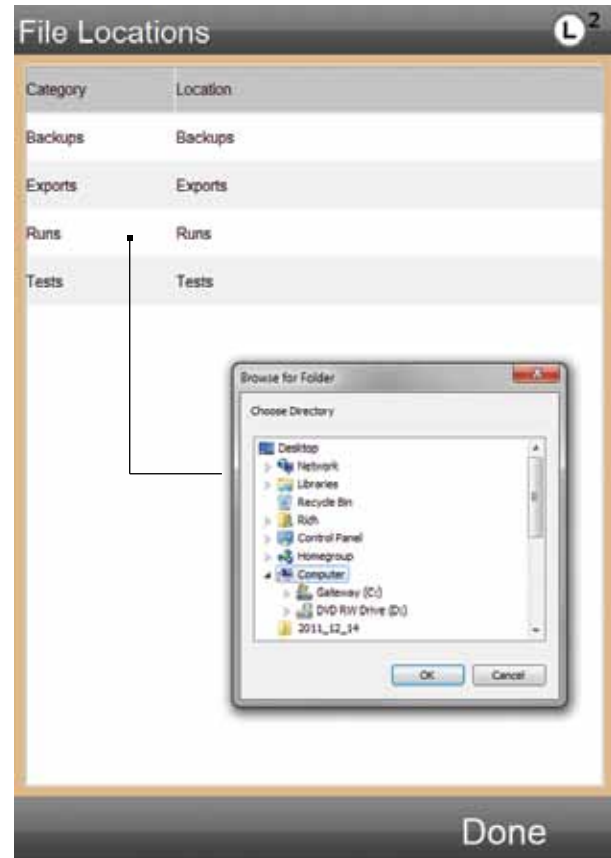 File Locations L2
Category Location
Backups Backups
Exports Exports
Runs Runs
Tests Tests
Browse for Folder
Choose Directory
Desktop
Network
Libraries
Recycle Bin
Rich
Control Panel
Homegroup
Computer
Gateway (C:)
DVD RW Drive (D:)
2011_12_14
OK Cancel
Done